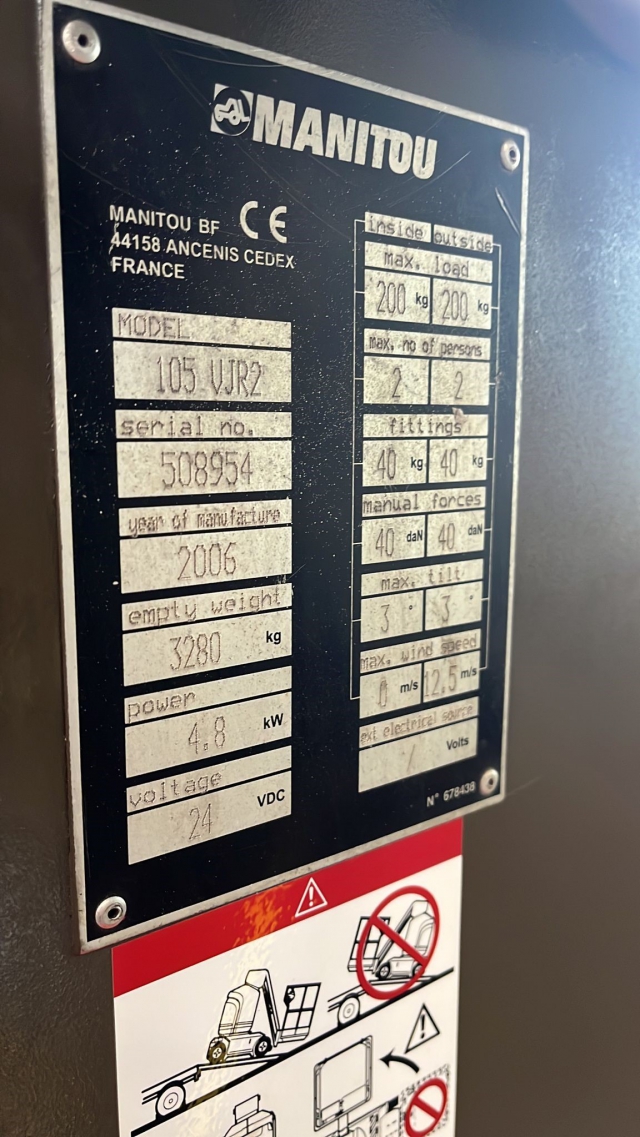 MANITOU
MANITOU BF CE
44158 ANCENIS CEDEX
FRANCE
MODEL
105 VJR2
serial no.
508954
year of manufacture
2006
empty weight
3280 kg
power
4.8 kW
voltage
24 VDC
inside outside
max. load
200 kg 200 kg
max. no of persons
2 2
fittings
40 kg 40 kg
manual forces
40 daN 40 daN
max. tilt
3 ° 3 °
max. wind speed
0 m/s 12.5 m/s
ext electrical source
/ Volts
N° 678438